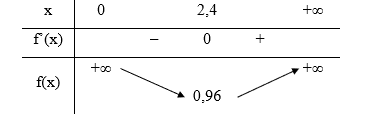 x 0 2,4 +∞
f'(x) – 0 +
f(x) +∞ 0,96 +∞